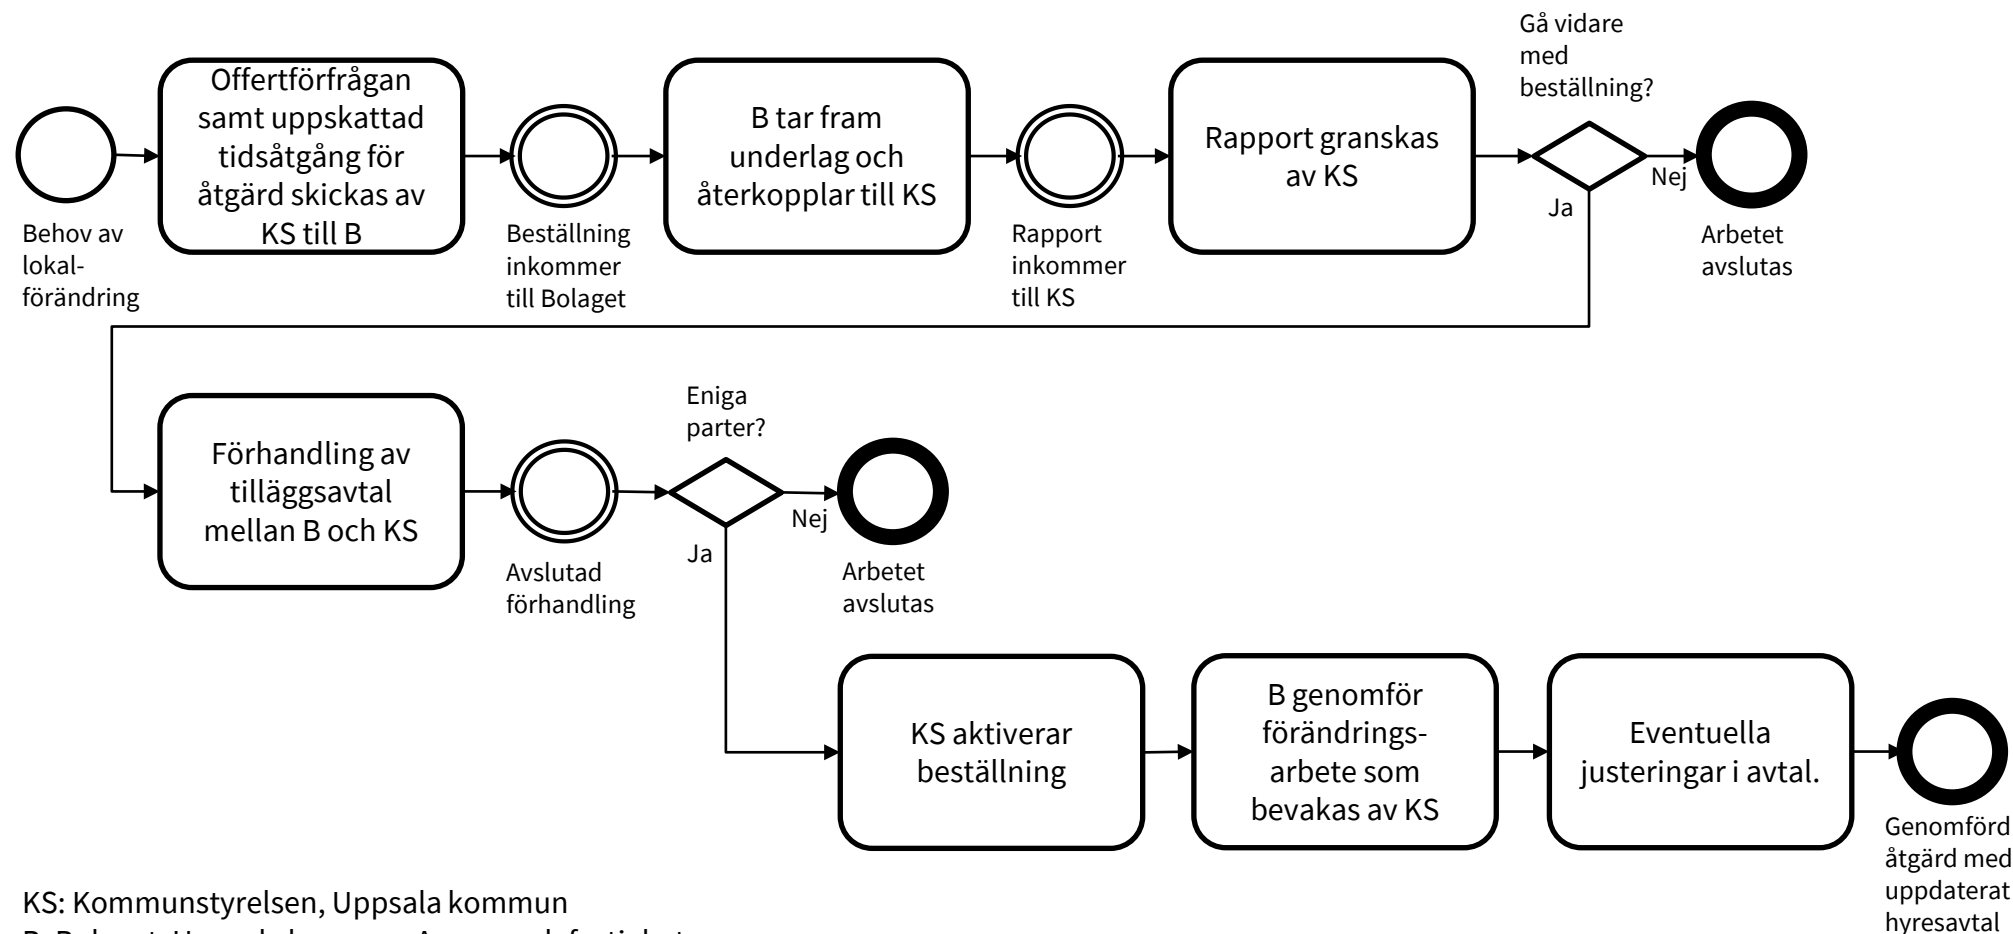 Offertförfrågan
samt uppskattad
tidsåtgång för
åtgärd skickas av
KS till B
Behov av
lokal-
förändring
Beställning
inkommer
till Bolaget
B tar fram
underlag och
återkopplar till KS
Rapport
inkommer
till KS
Rapport granskas
av KS
Gå vidare
med
beställning?
Nej
Ja
Arbetet
avslutas
Förhandling av
tilläggsavtal
mellan B och KS
Avslutad
förhandling
Eniga
parter?
Nej
Ja
Arbetet
avslutas
KS aktiverar
beställning
B genomför
förändrings-
arbete som
bevakas av KS
Eventuella
justeringar i avtal.
Genomförd
åtgärd med
uppdaterat
hyresavtal
KS: Kommunstyrelsen, Uppsala kommun